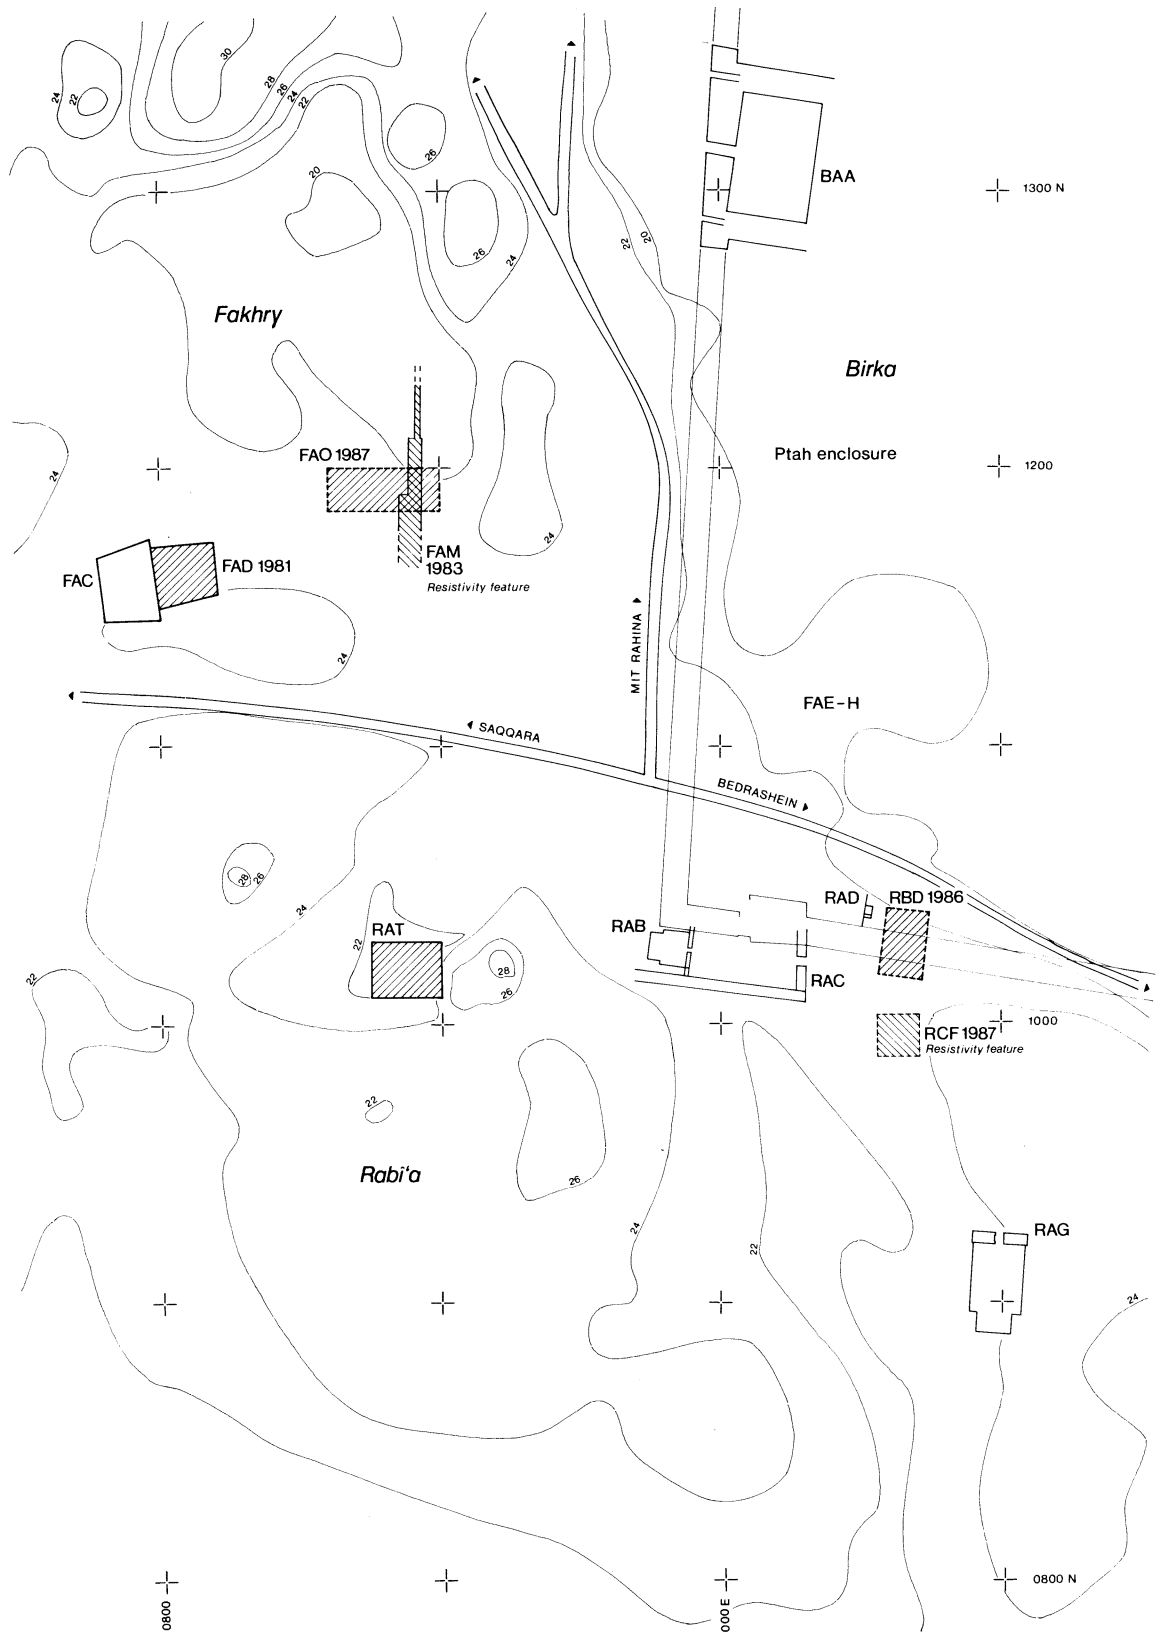 30
28
26
24
22
24
22
20
26
26
24
22
20
BAA
1300 N
Fakhry
Birka
Ptah enclosure
FAO 1987
1200
24
FAM
1983
Resistivity feature
24
FAC
FAD 1981
24
MIT RAHINA
FAE-H
SAQQARA
BEDRASHEIN
28
26
24
22
RAT
28
26
22
RAB
RAD
RBD 1986
RAC
RCF 1987
Resistivity feature
1000
22
Rabi'a
26
24
22
RAG
24
0800 N
0800
000 E